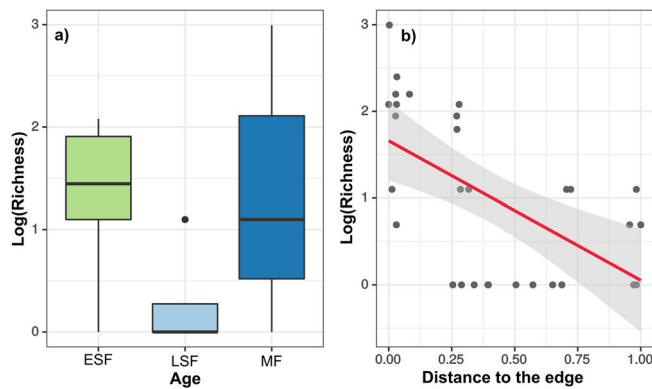 a)
Log(Richness)
3
2
1
0
ESF LSF MF
Age
b)
Log(Richness)
3
2
1
0
0.00 0.25 0.50 0.75 1.00
Distance to the edge